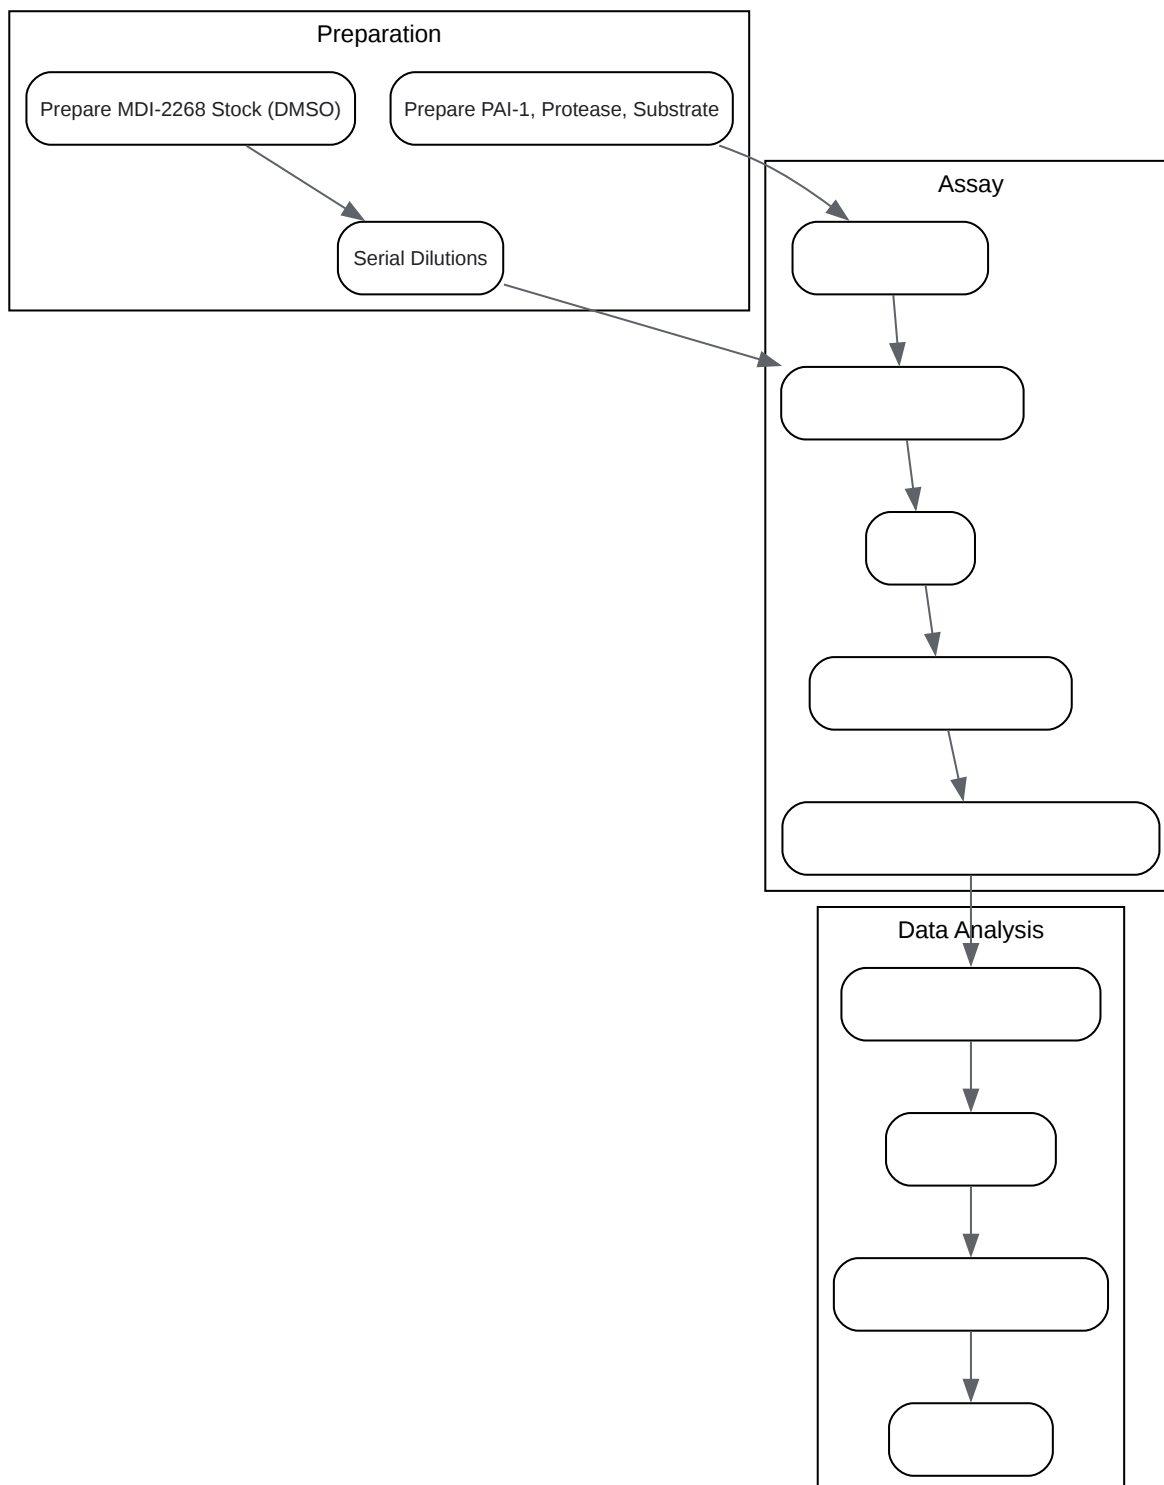 Preparation
Prepare MDI-2268 Stock (DMSO)
Prepare PAI-1, Protease, Substrate
Serial Dilutions
Assay
Data Analysis